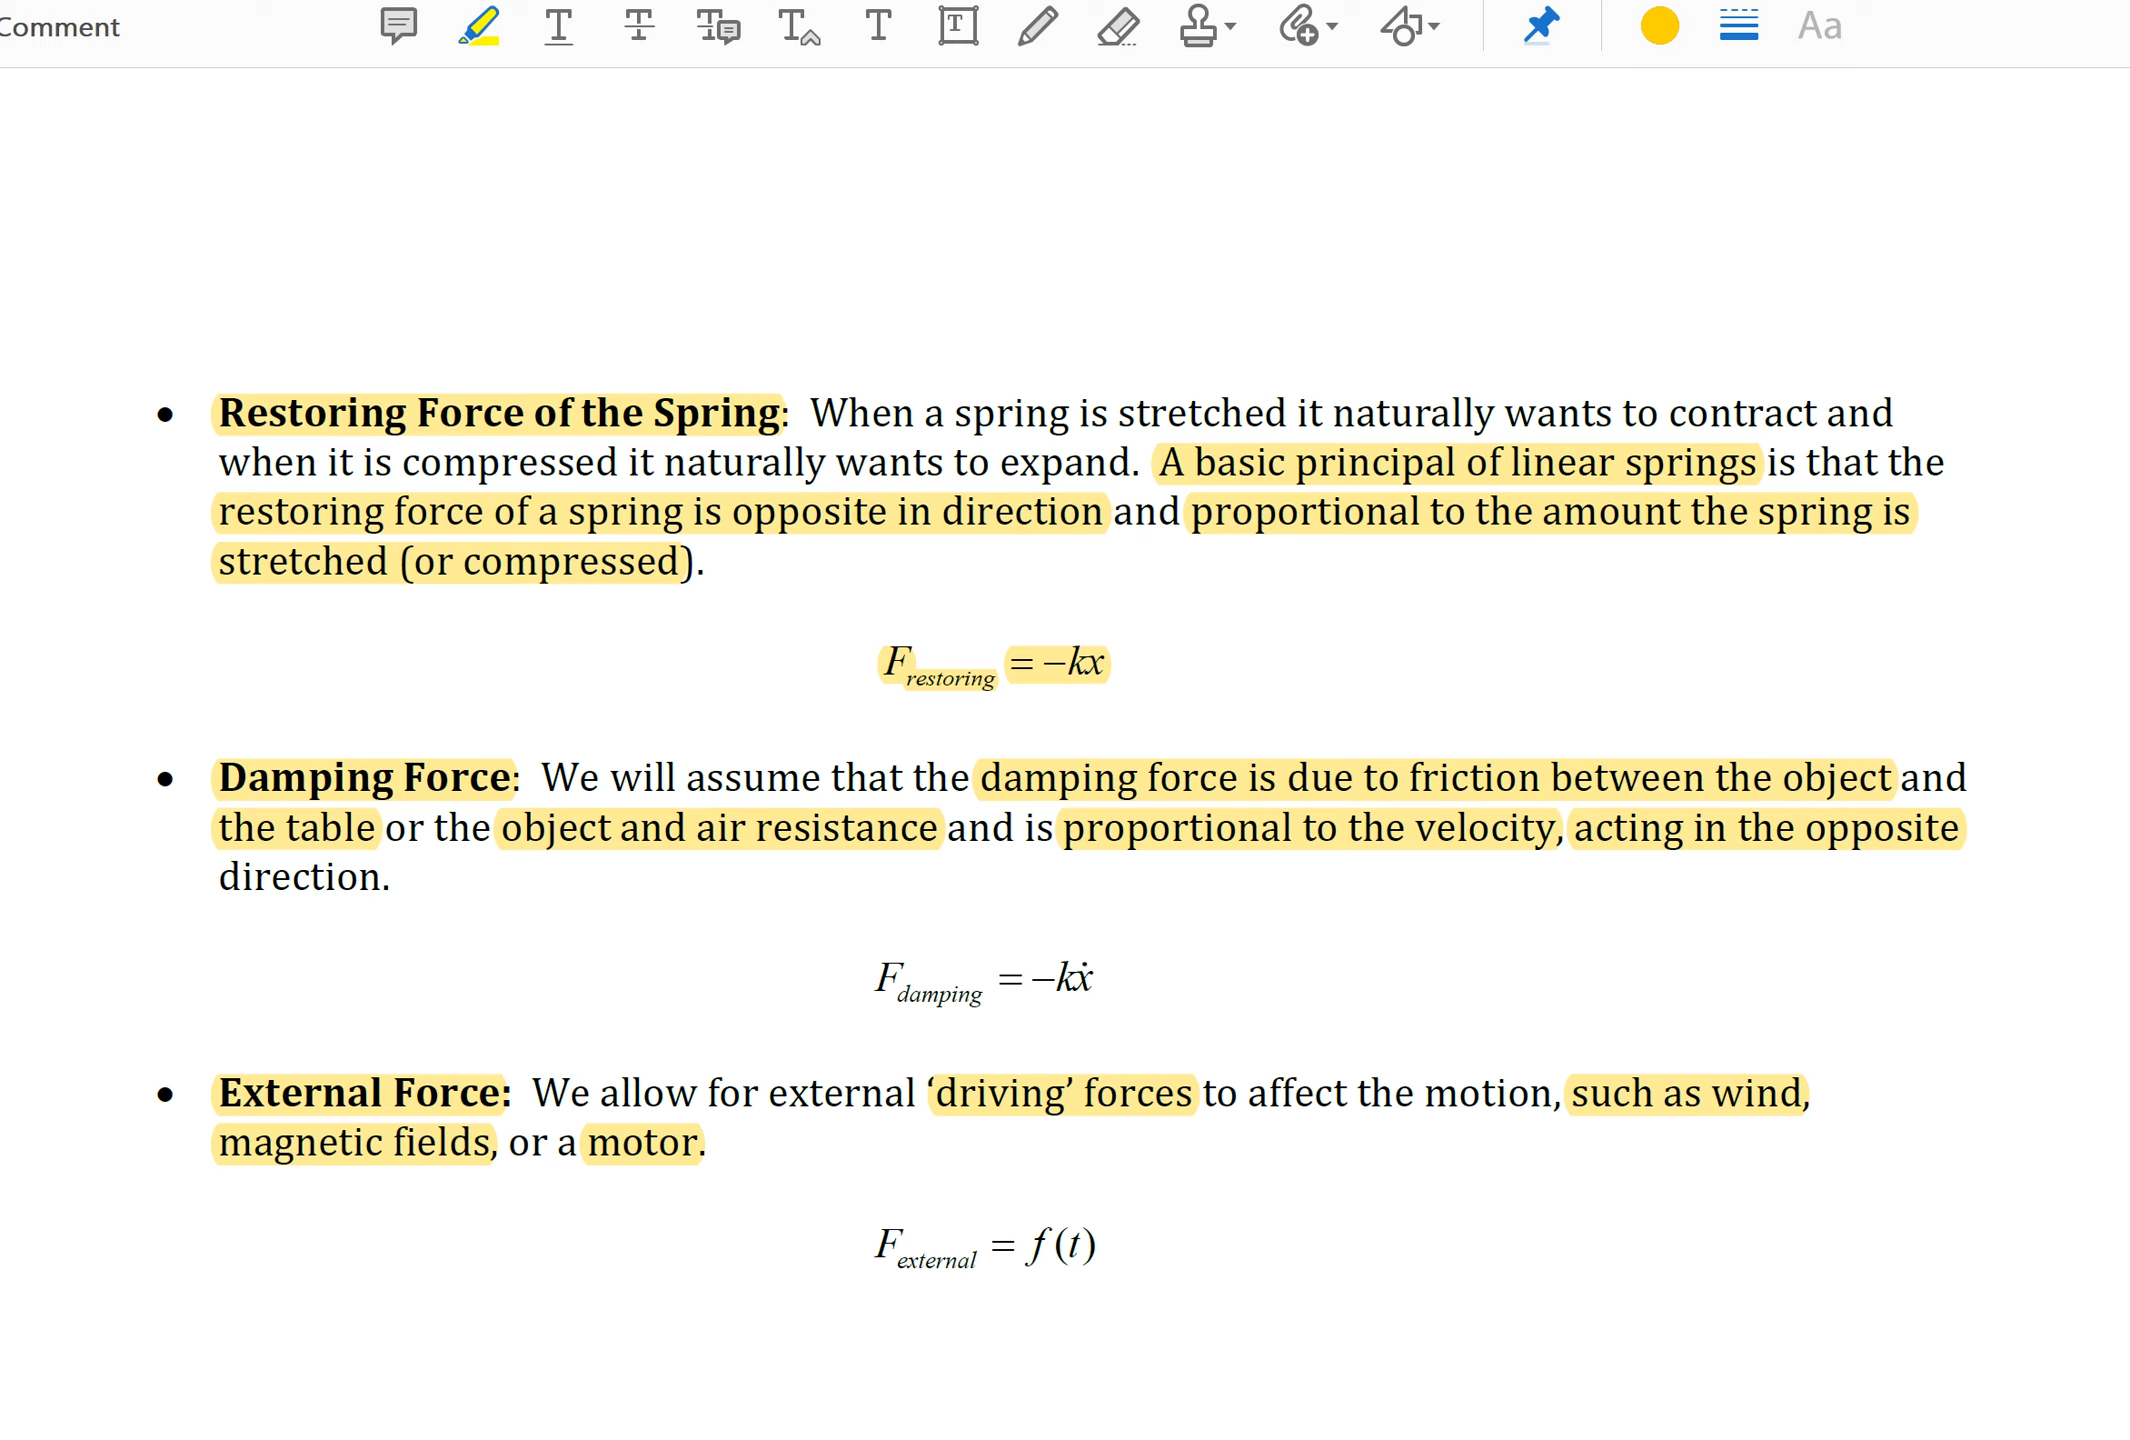 Comment
Aa
• Restoring Force of the Spring: When a spring is stretched it naturally wants to contract and
when it is compressed it naturally wants to expand. A basic principal of linear springs is that the
restoring force of a spring is opposite in direction and proportional to the amount the spring is
stretched (or compressed).
F_restoring = −kx
• Damping Force: We will assume that the damping force is due to friction between the object and
the table or the object and air resistance and is proportional to the velocity, acting in the opposite
direction.
F_damping = −kẋ
• External Force: We allow for external ‘driving’ forces to affect the motion, such as wind,
magnetic fields, or a motor.
F_external = f(t)